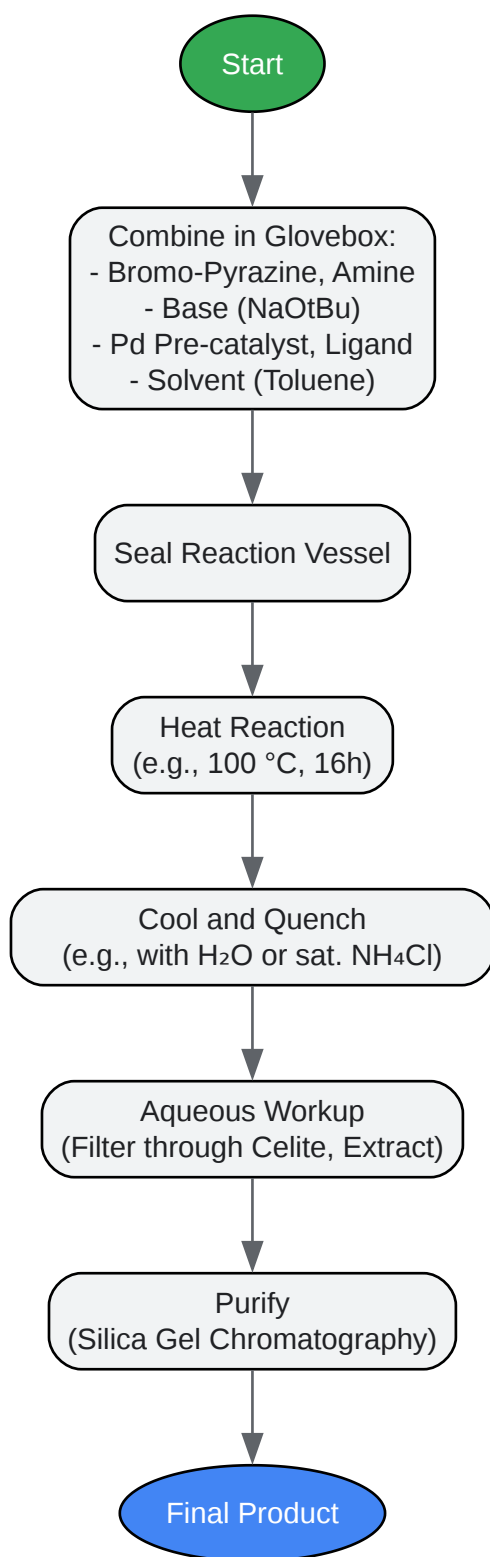 Start
Combine in Glovebox:
- Bromo-Pyrazine, Amine
- Base (NaOtBu)
- Pd Pre-catalyst, Ligand
- Solvent (Toluene)
Seal Reaction Vessel
Heat Reaction
(e.g., 100 °C, 16h)
Cool and Quench
(e.g., with H₂O or sat. NH₄Cl)
Aqueous Workup
(Filter through Celite, Extract)
Purify
(Silica Gel Chromatography)
Final Product